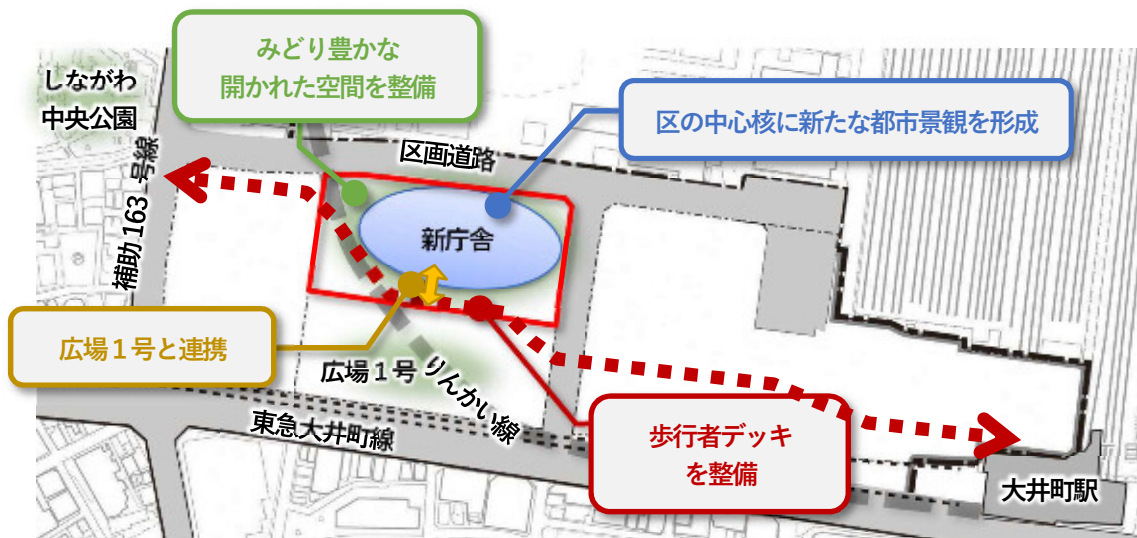 みどり豊かな
開かれた空間を整備
しながわ
中央公園
区の中心核に新たな都市景観を形成
区画道路
補助163号線
新庁舎
広場1号と連携
広場1号
りんかい線
東急大井町線
歩行者デッキ
を整備
大井町駅